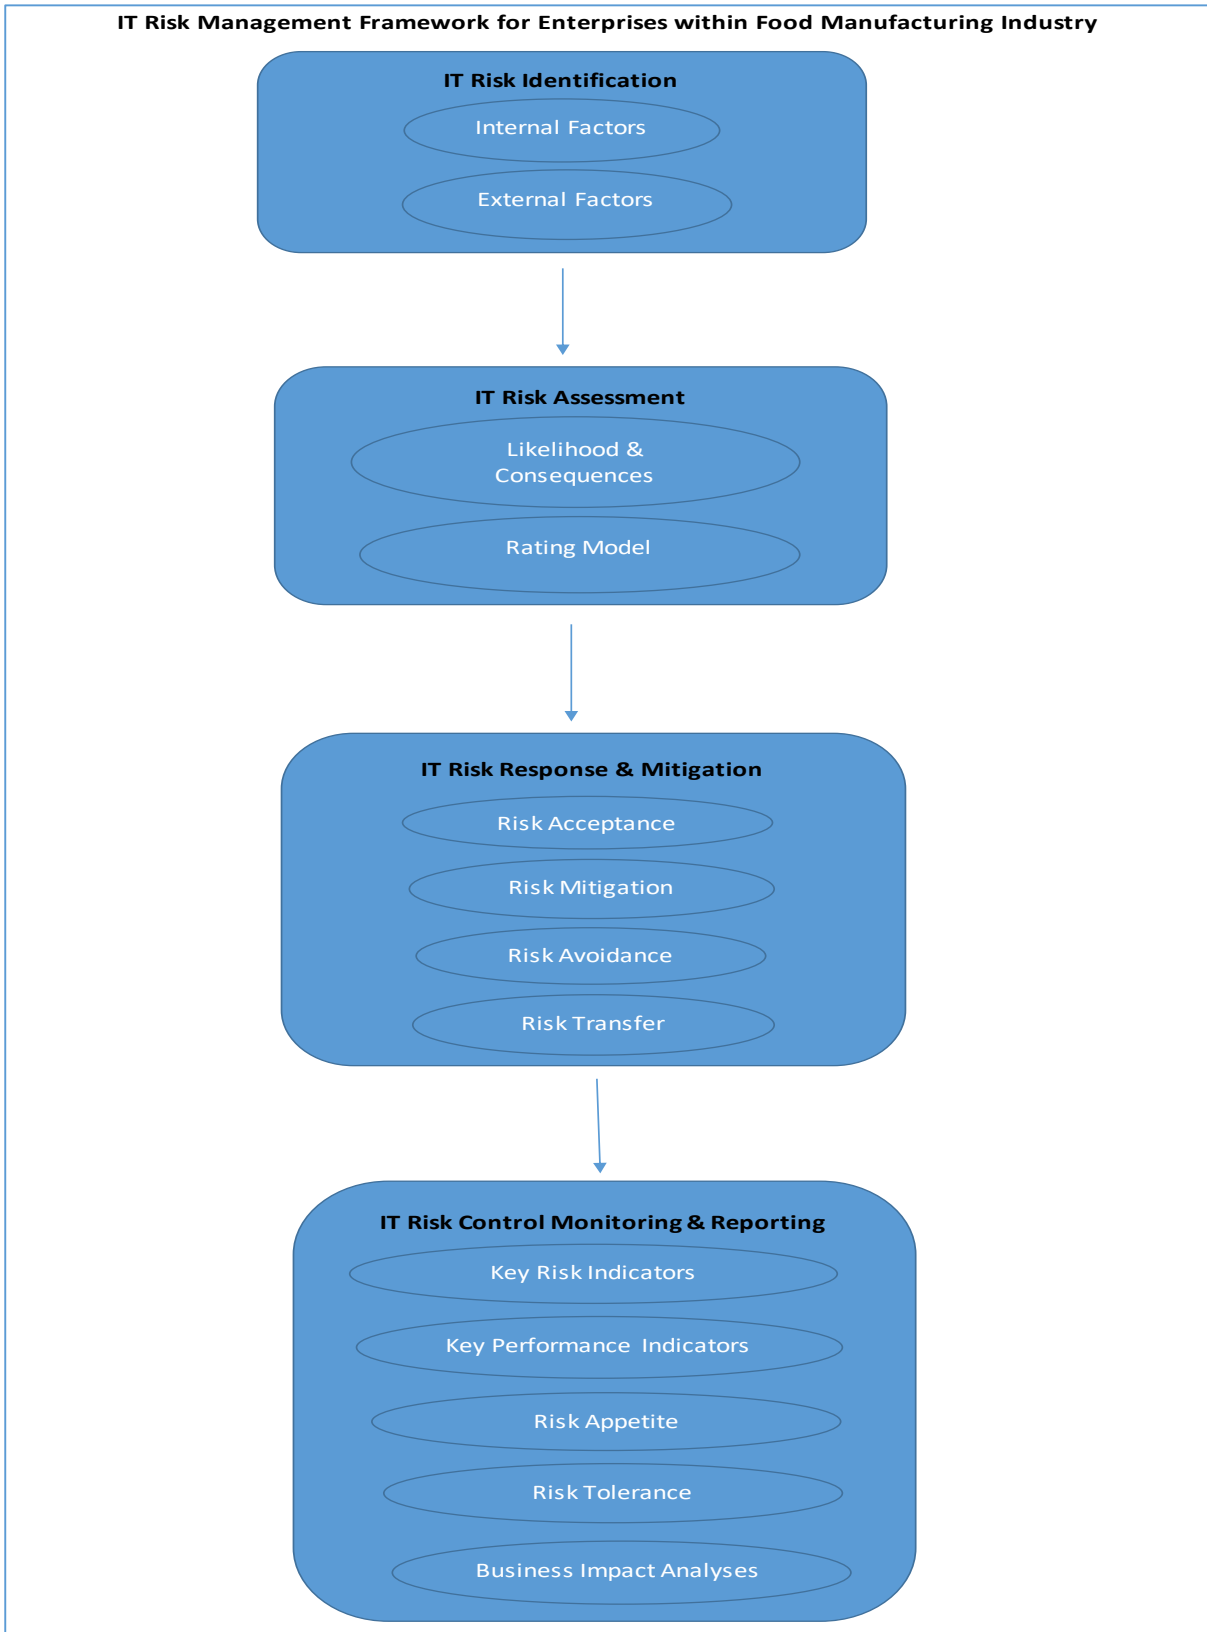 IT Risk Management Framework for Enterprises within Food Manufacturing Industry
IT Risk Identification
Internal Factors
External Factors
IT Risk Assessment
Likelihood &
Consequences
Rating Model
IT Risk Response & Mitigation
Risk Acceptance
Risk Mitigation
Risk Avoidance
Risk Transfer
IT Risk Control Monitoring & Reporting
Key Risk Indicators
Key Performance Indicators
Risk Appetite
Risk Tolerance
Business Impact Analyses